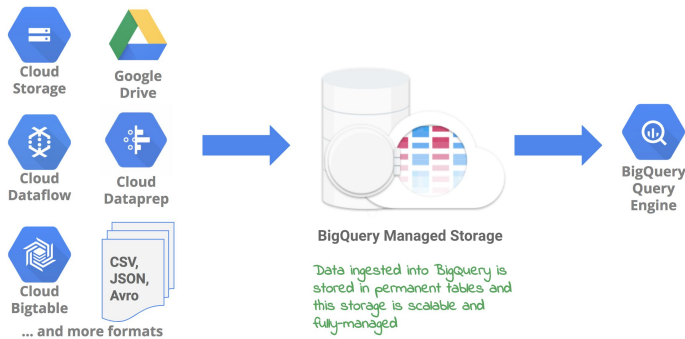 Cloud
Storage
Google
Drive
Cloud
Dataflow
Cloud
Dataprep
Cloud
Bigtable
CSV,
JSON,
Avro
... and more formats
BigQuery Managed Storage
Data ingested into BigQuery is
stored in permanent tables and
this storage is scalable and
fully-managed
BigQuery
Query
Engine